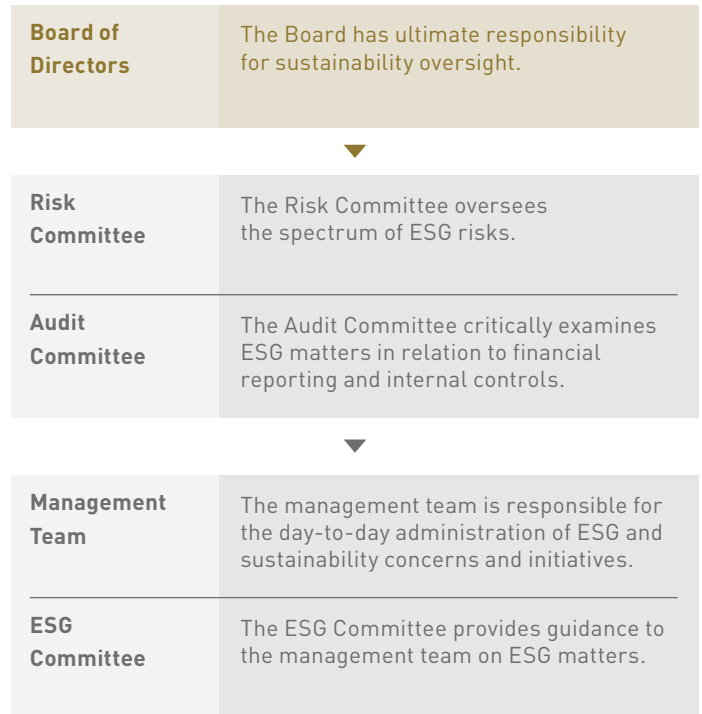 Board of
Directors
The Board has ultimate responsibility
for sustainability oversight.
Risk
Committee
The Risk Committee oversees
the spectrum of ESG risks.
Audit
Committee
The Audit Committee critically examines
ESG matters in relation to financial
reporting and internal controls.
Management
Team
The management team is responsible for
the day-to-day administration of ESG and
sustainability concerns and initiatives.
ESG
Committee
The ESG Committee provides guidance to
the management team on ESG matters.